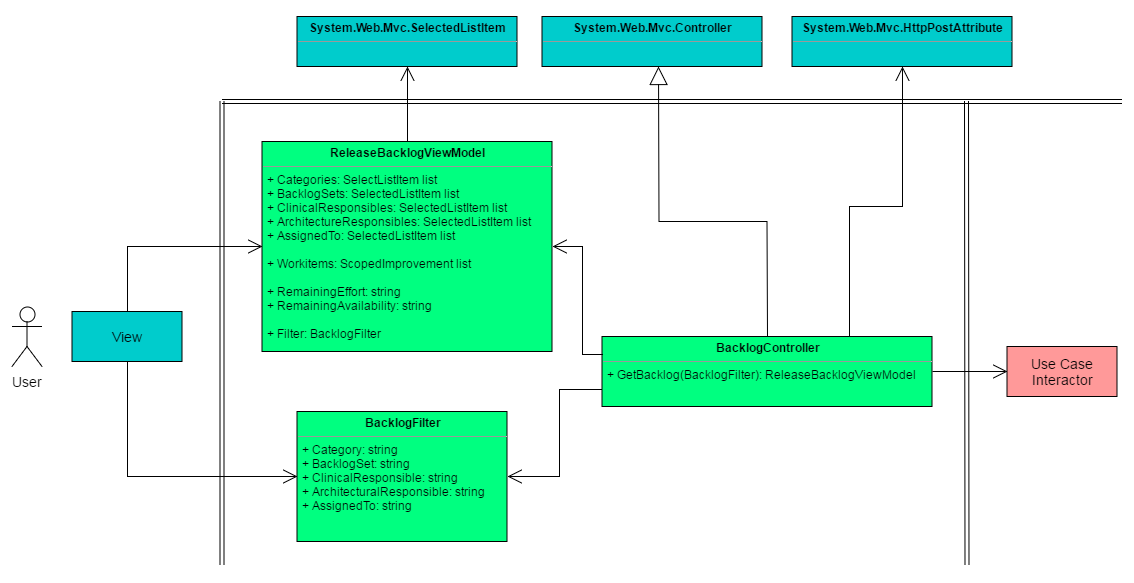 System.Web.Mvc.SelectedListItem
System.Web.Mvc.Controller
System.Web.Mvc.HttpPostAttribute
ReleaseBacklogViewModel
+ Categories: SelectListItem list
+ BacklogSets: SelectedListItem list
+ ClinicalResponsibles: SelectedListItem list
+ ArchitectureResponsibles: SelectedListItem list
+ AssignedTo: SelectedListItem list
+ Workitems: ScopedImprovement list
+ RemainingEffort: string
+ RemainingAvailability: string
+ Filter: BacklogFilter
User
View
BacklogController
+ GetBacklog(BacklogFilter): ReleaseBacklogViewModel
Use Case
Interactor
BacklogFilter
+ Category: string
+ BacklogSet: string
+ ClinicalResponsible: string
+ ArchitecturalResponsible: string
+ AssignedTo: string